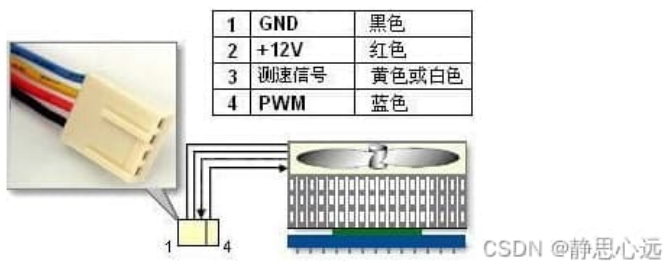 1 GND 黑色
2 +12V 红色
3 测速信号 黄色或白色
4 PWM 蓝色
1 4
CSDN @静思心远